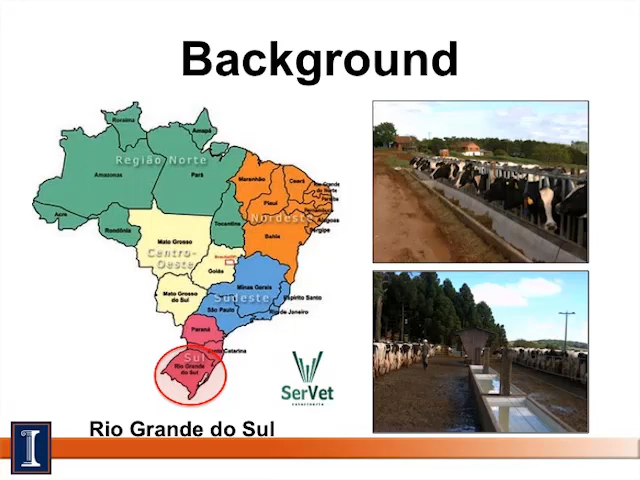 Background
Roraima
Amapá
Região Norte
Amazonas
Pará
Acre
Rondônia
Tocantins
Maranhão
Ceará
Rio Grande
do Norte
Paraíba
Piauí
Nordeste
Alagoas
Sergipe
Bahia
Mato Grosso
Centro-
Oeste
Goiás
Minas Gerais
Mato Grosso
do Sul
Sudeste
Espírito Santo
São Paulo
Rio de Janeiro
Paraná
Santa Catarina
Sul
Rio Grande
do Sul
SerVet
Rio Grande do Sul
I